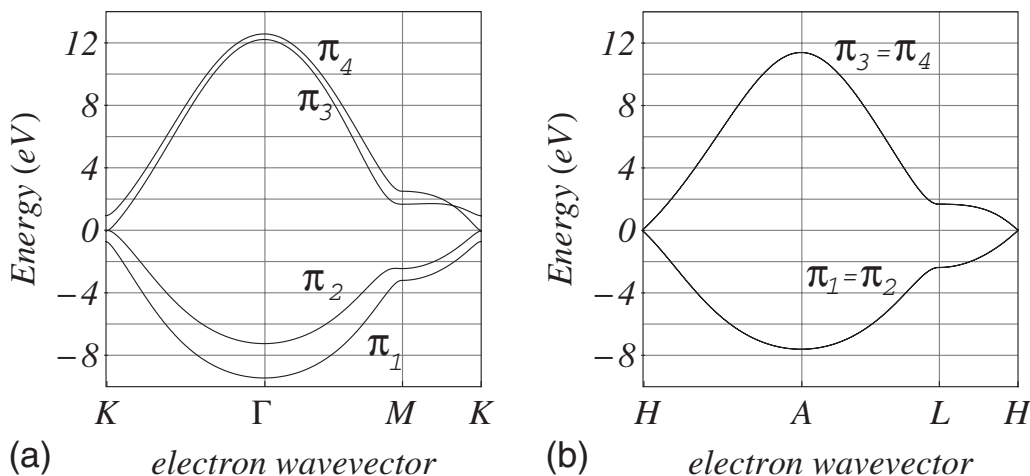 Energy (eV)
12
8
4
0
−4
−8
π4
π3
π2
π1
K Γ M K
(a) electron wavevector
Energy (eV)
12
8
4
0
−4
−8
π3=π4
π1=π2
H A L H
(b) electron wavevector